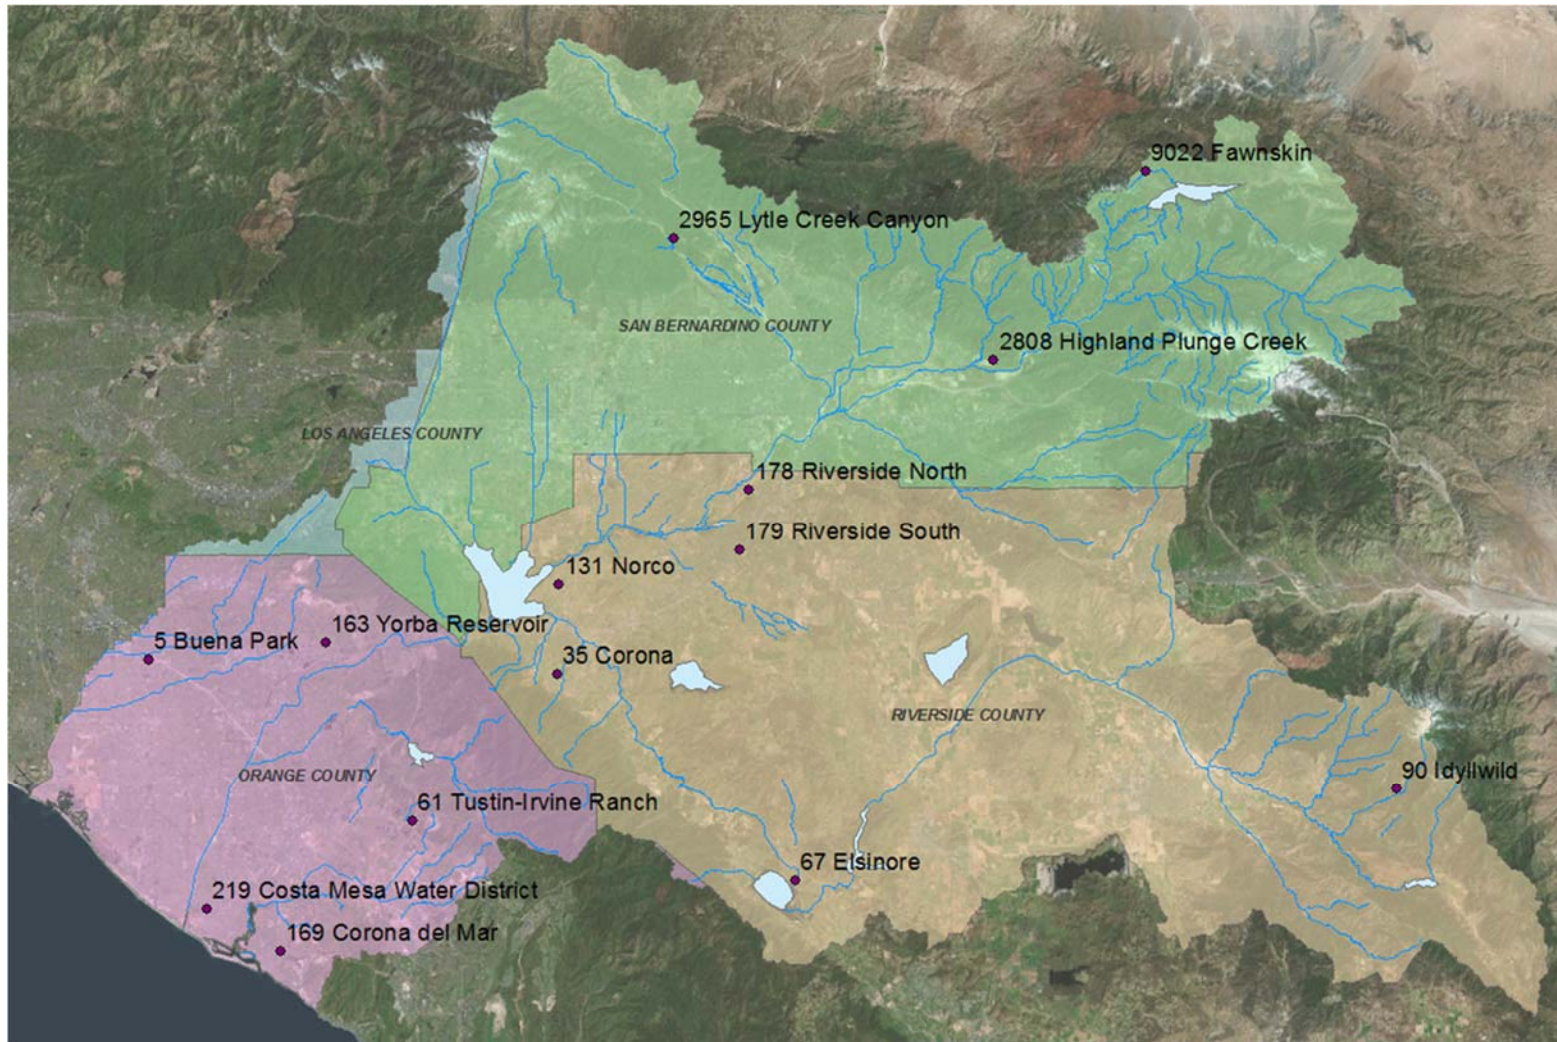 9022 Fawnskin
2965 Lytle Creek Canyon
SAN BERNARDINO COUNTY
2808 Highland Plunge Creek
LOS ANGELES COUNTY
178 Riverside North
179 Riverside South
131 Norco
163 Yorba Reservoir
5 Buena Park
35 Corona
RIVERSIDE COUNTY
ORANGE COUNTY
90 Idyllwild
61 Tustin-Irvine Ranch
67 Elsinore
219 Costa Mesa Water District
169 Corona del Mar